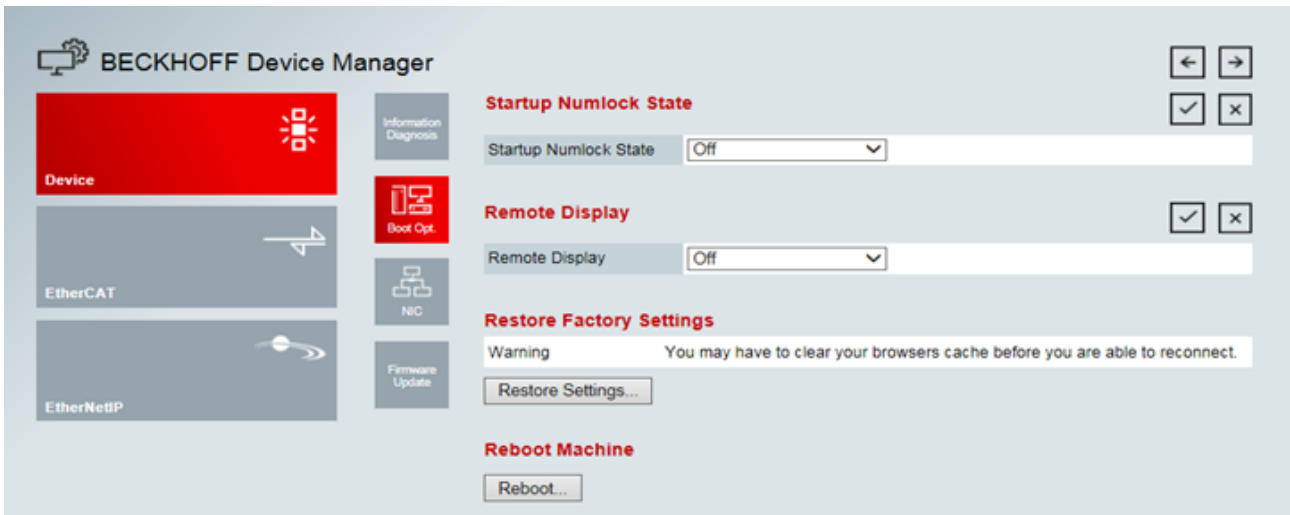 BECKHOFF Device Manager
Device
EtherCAT
EtherNetIP
Information
Diagnosis
Boot Opt.
NIC
Firmware
Update
Startup Numlock State
Startup Numlock State Off
Remote Display
Remote Display Off
Restore Factory Settings
Warning You may have to clear your browsers cache before you are able to reconnect.
Restore Settings...
Reboot Machine
Reboot...